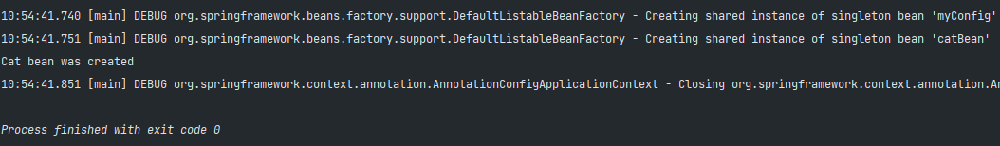 10:54:41.740 [main] DEBUG org.springframework.beans.factory.support.DefaultListableBeanFactory - Creating shared instance of singleton bean 'myConfig'
10:54:41.751 [main] DEBUG org.springframework.beans.factory.support.DefaultListableBeanFactory - Creating shared instance of singleton bean 'catBean'
Cat bean was created
10:54:41.851 [main] DEBUG org.springframework.context.annotation.AnnotationConfigApplicationContext - Closing org.springframework.context.annotation.An
Process finished with exit code 0